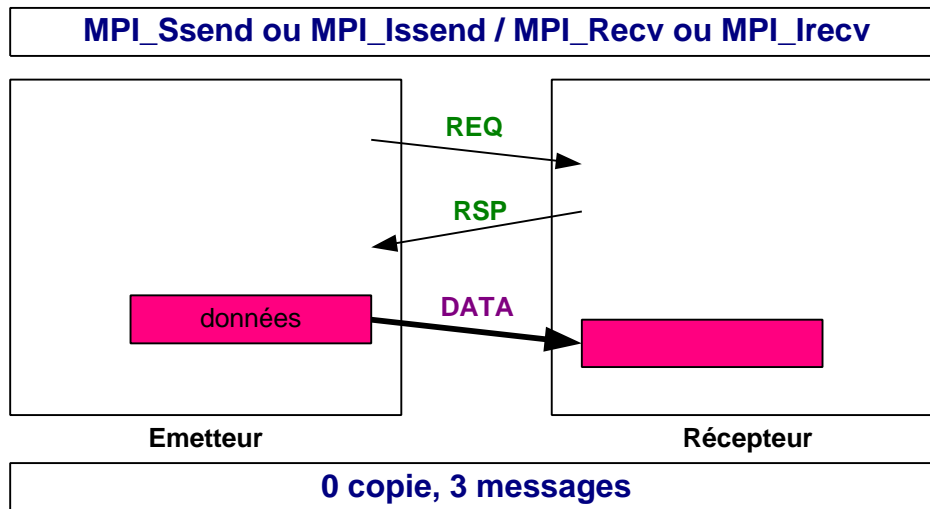 MPI_Ssend ou MPI_Issend / MPI_Recv ou MPI_Irecv
REQ
RSP
DATA
données
Emetteur
Récepteur
0 copie, 3 messages